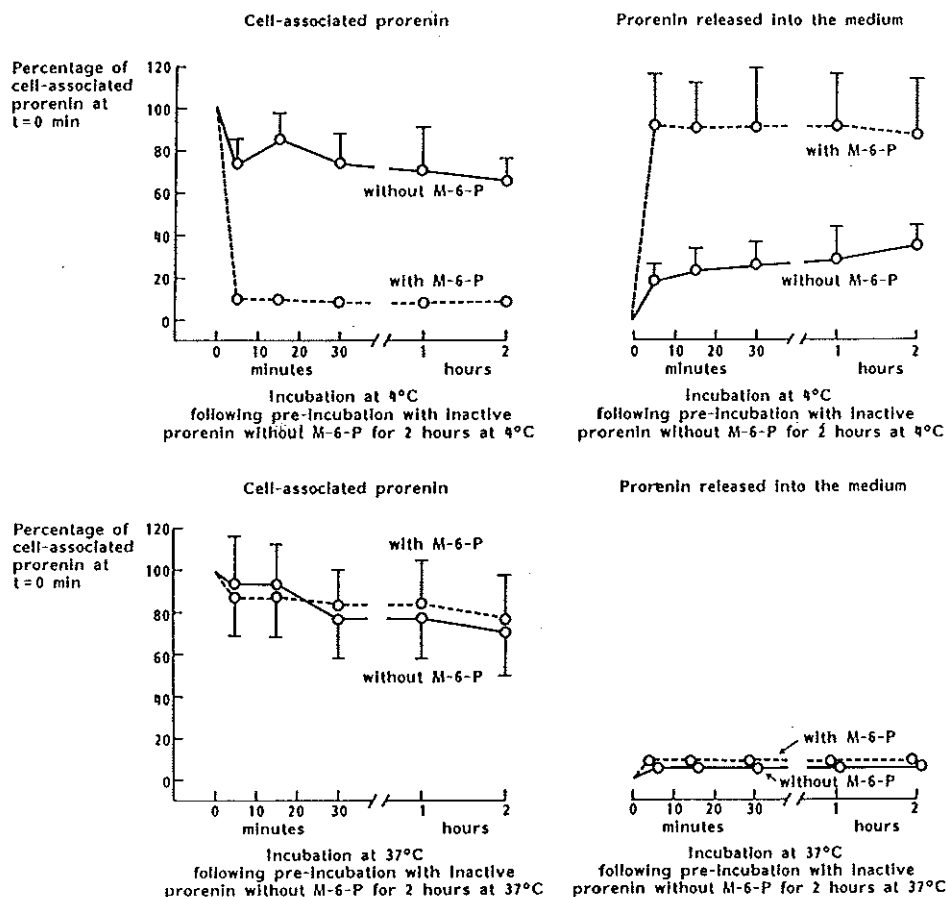 Cell-associated prorenin
Prorenin released into the medium
Percentage of
cell-associated
prorenin at
t=0 min
120
100
80
60
40
20
0
without M-6-P
with M-6-P
0 10 20 30 1 2
minutes hours
Incubation at 4°C
following pre-incubation with inactive
prorenin without M-6-P for 2 hours at 4°C
120
100
80
60
40
20
0
with M-6-P
without M-6-P
0 10 20 30 1 2
minutes hours
Incubation at 4°C
following pre-incubation with inactive
prorenin without M-6-P for 2 hours at 4°C
Cell-associated prorenin
Prorenin released into the medium
Percentage of
cell-associated
prorenin at
t=0 min
120
100
80
60
40
20
0
with M-6-P
without M-6-P
0 10 20 30 1 2
minutes hours
Incubation at 37°C
following pre-incubation with inactive
prorenin without M-6-P for 2 hours at 37°C
with M-6-P
without M-6-P
0 10 20 30 1 2
minutes hours
Incubation at 37°C
following pre-incubation with inactive
prorenin without M-6-P for 2 hours at 37°C